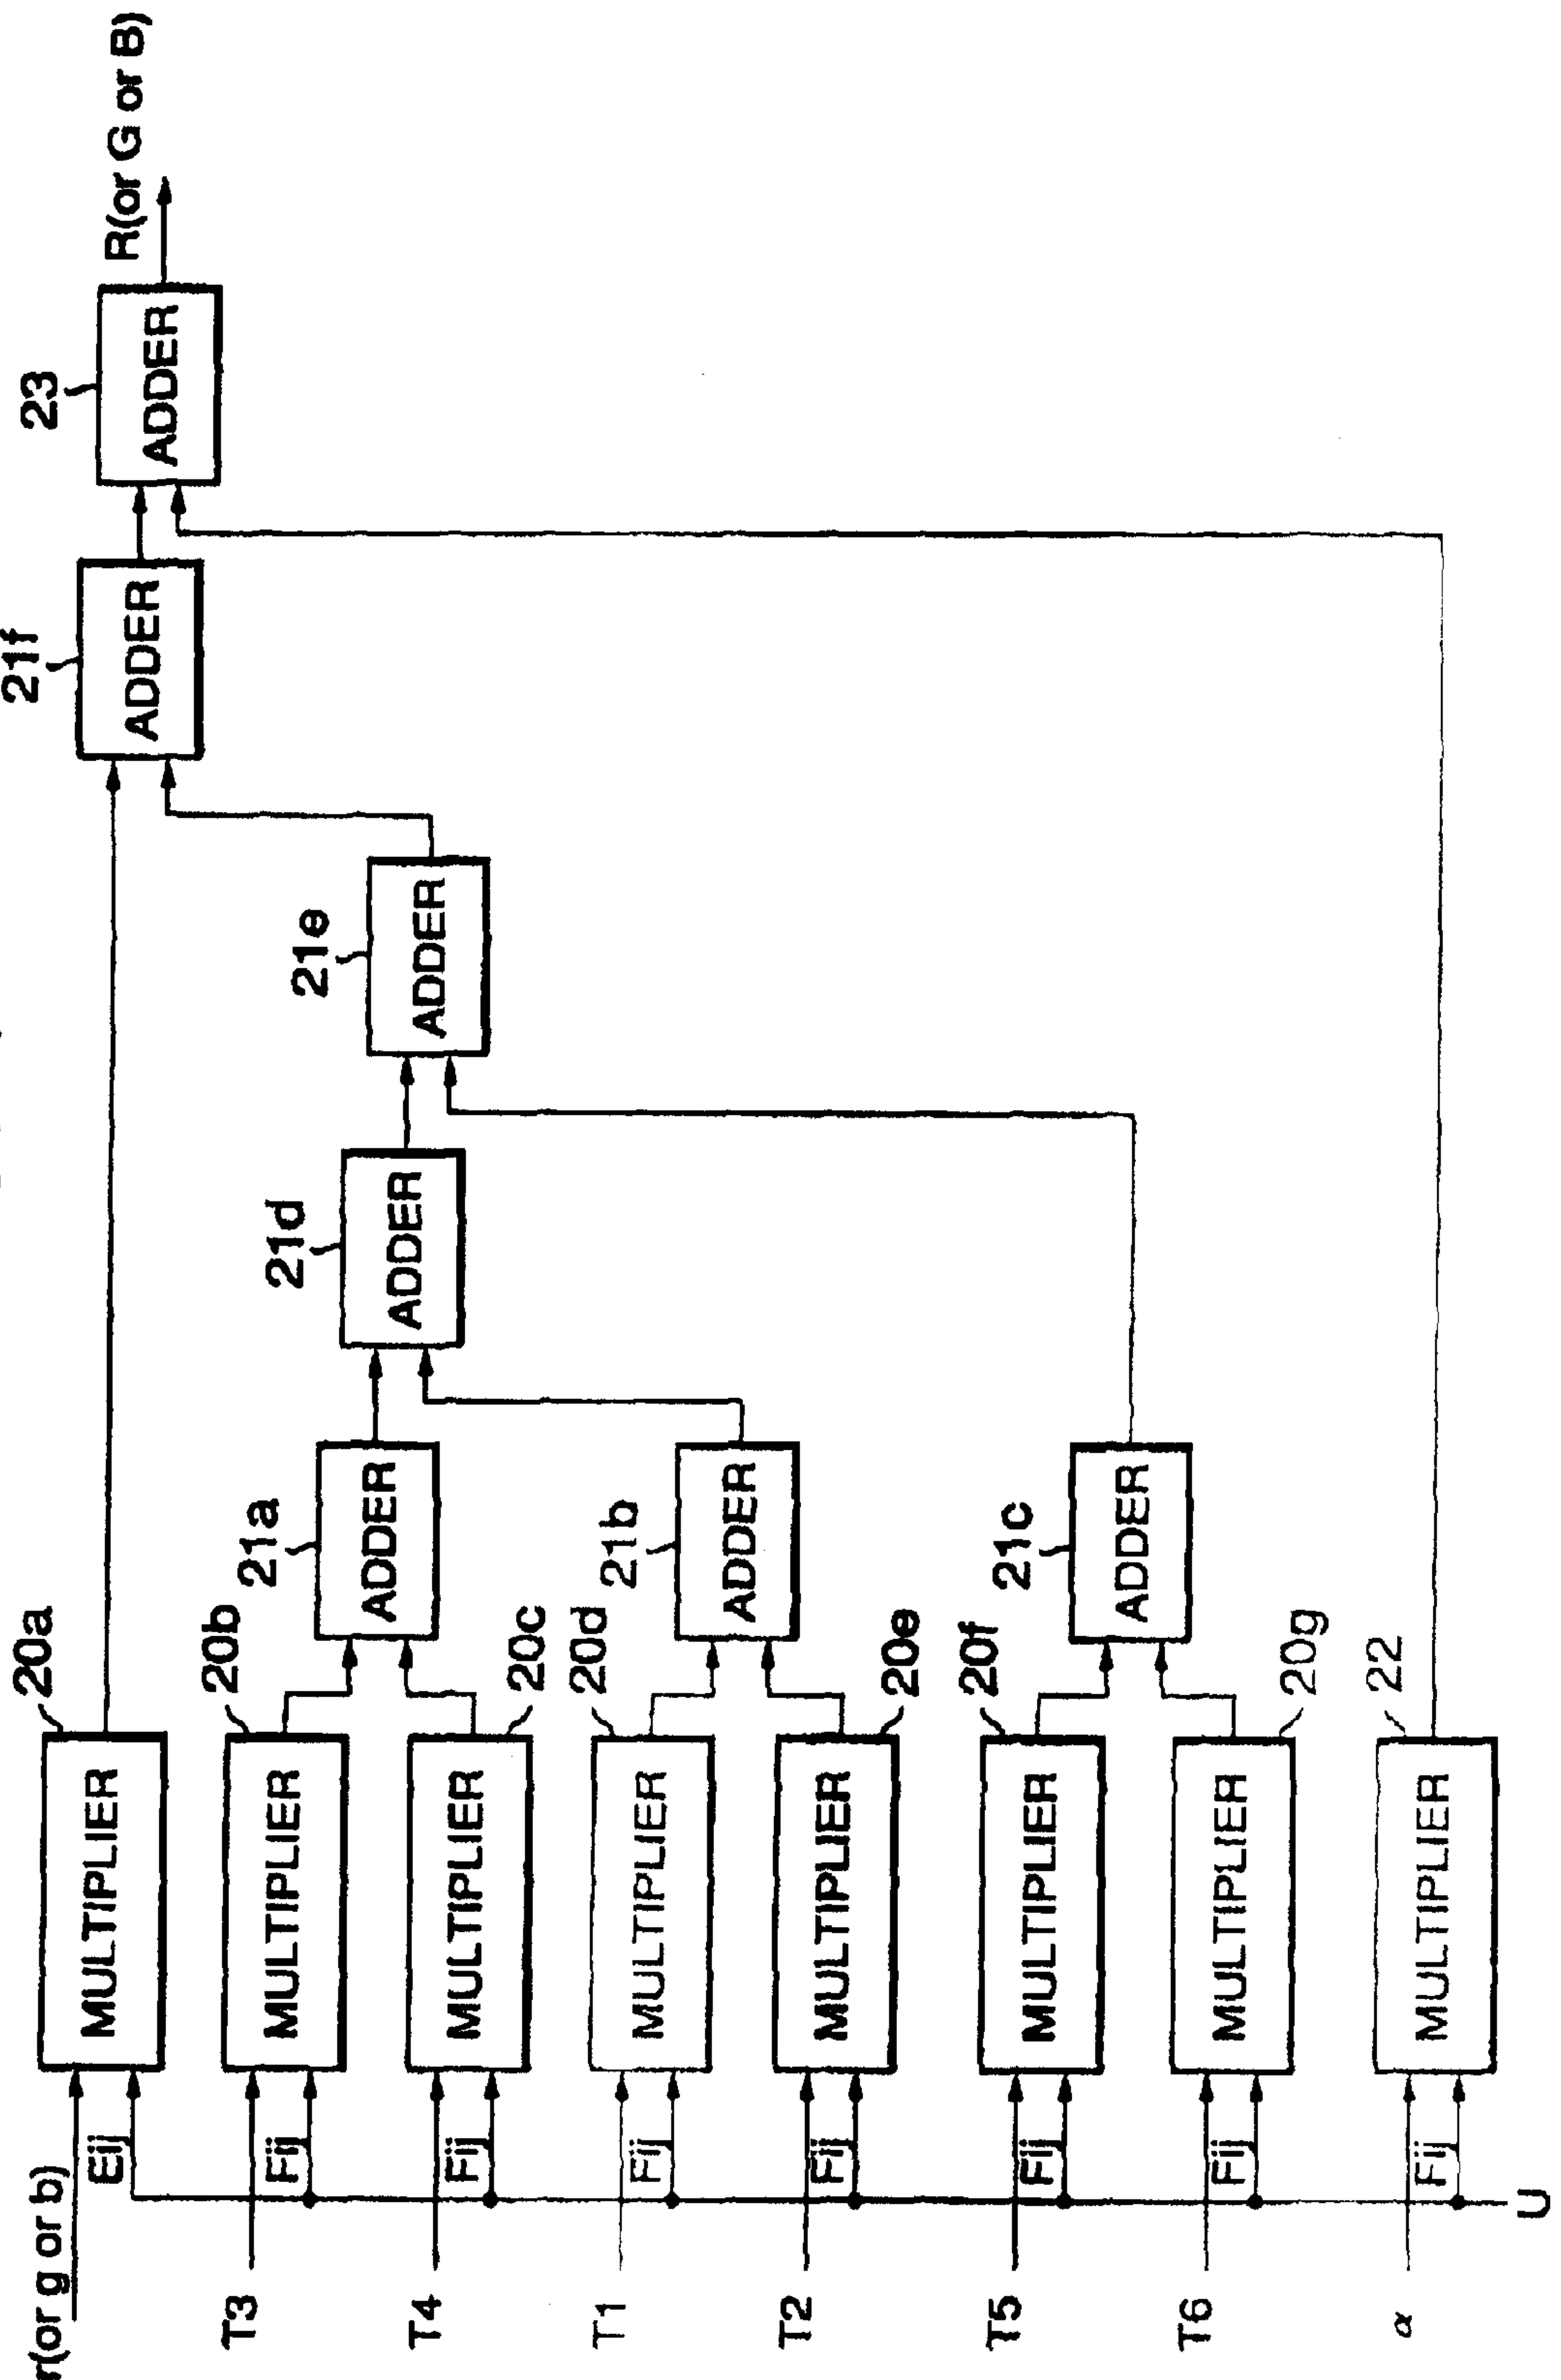 r(or g or b)
Eij
MULTIPLIER
20a
T3
Fij
MULTIPLIER
20b
T4
Fij
MULTIPLIER
20c
T1
Fij
MULTIPLIER
20d
T2
Fij
MULTIPLIER
20e
T5
Fij
MULTIPLIER
20f
T6
Fij
MULTIPLIER
20g
α
Fij
MULTIPLIER
22
U
ADDER
21a
ADDER
21b
ADDER
21c
ADDER
21d
ADDER
21e
ADDER
21f
ADDER
23
R(or G or B)